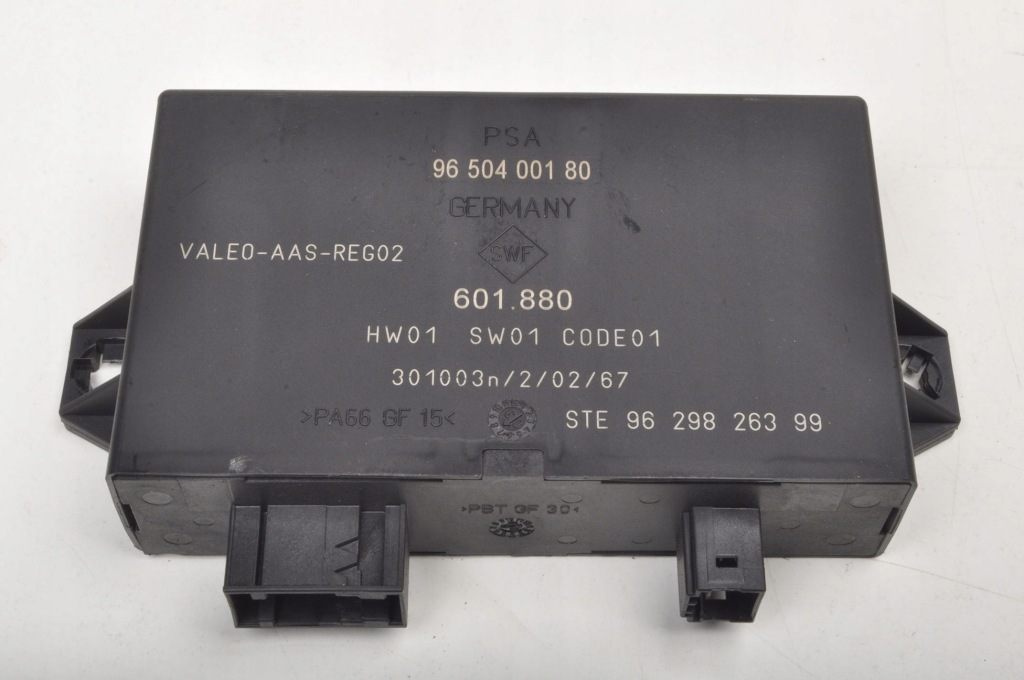 PSA
96 504 001 80
GERMANY
VALEO-AAS-REG02
SWF
601.880
HW01 SW01 CODE01
301003n/2/02/67
>PA66 GF 15<
STE 96 298 263 99
>PBT GF 30<